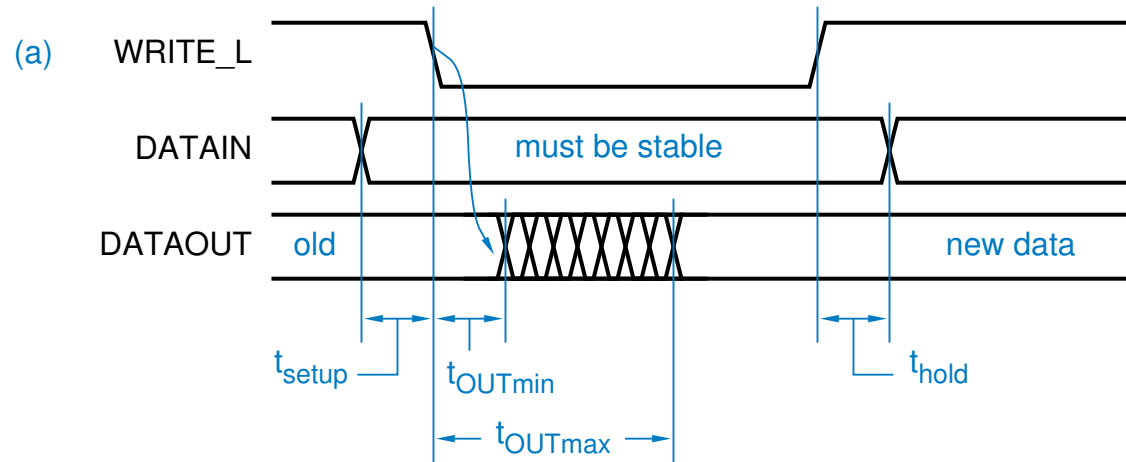 (a) WRITE_L
DATAIN must be stable
DATAOUT old new data
tsetup tOUTmin thold
tOUTmax